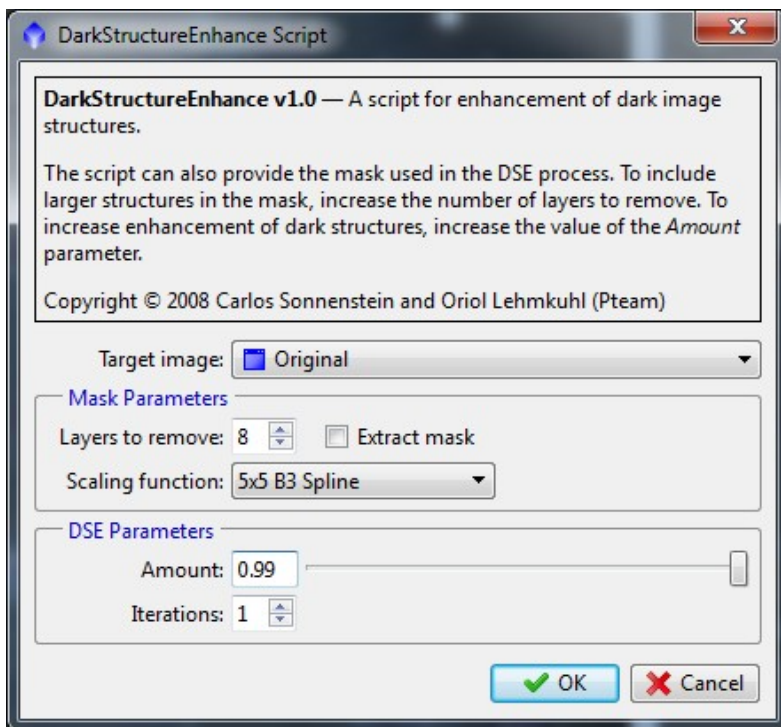 DarkStructureEnhance Script
DarkStructureEnhance v1.0 — A script for enhancement of dark image
structures.
The script can also provide the mask used in the DSE process. To include
larger structures in the mask, increase the number of layers to remove. To
increase enhancement of dark structures, increase the value of the Amount
parameter.
Copyright © 2008 Carlos Sonnenstein and Oriol Lehmkuhl (Pteam)
Target image: Original
Mask Parameters
Layers to remove: 8 Extract mask
Scaling function: 5x5 B3 Spline
DSE Parameters
Amount: 0.99
Iterations: 1
OK Cancel